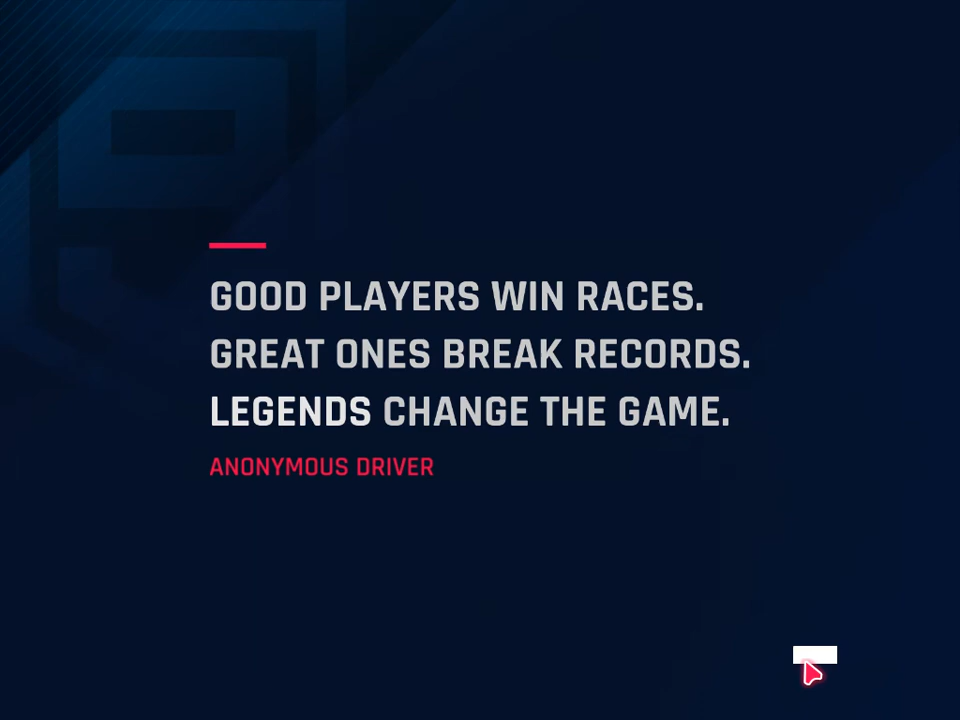 GOOD PLAYERS WIN RACES.
GREAT ONES BREAK RECORDS.
LEGENDS CHANGE THE GAME.
ANONYMOUS DRIVER